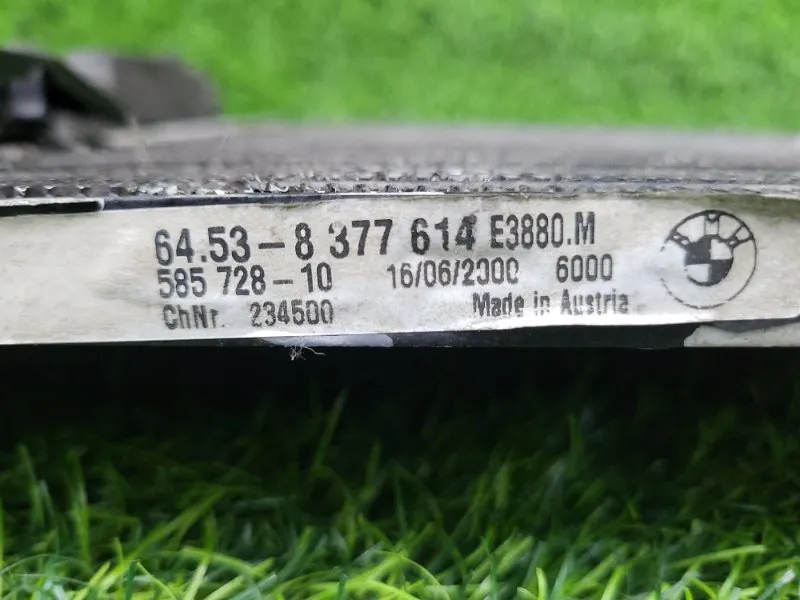 64.53-8 377 614 E3880.M
585 728-10 16/06/2000 6000
ChNr. 234500 Made in Austria